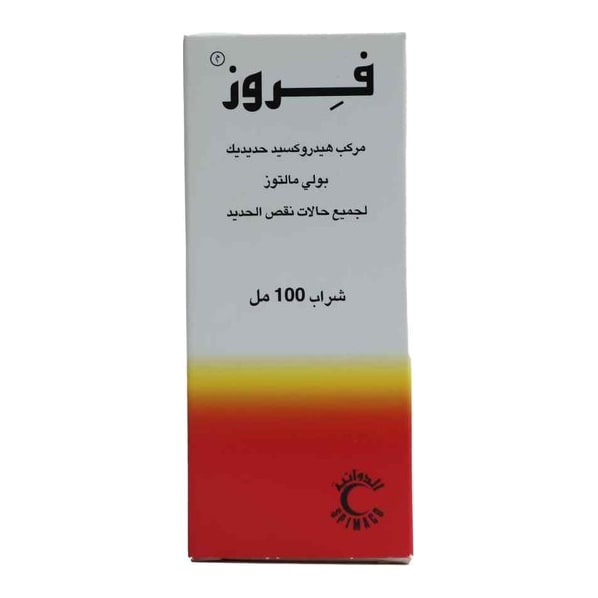 فِروز
م
مركب هيدروكسيد حديديك
بولي مالتوز
لجميع حالات نقص الحديد
شراب 100 مل
الدوائية
SPIMACO